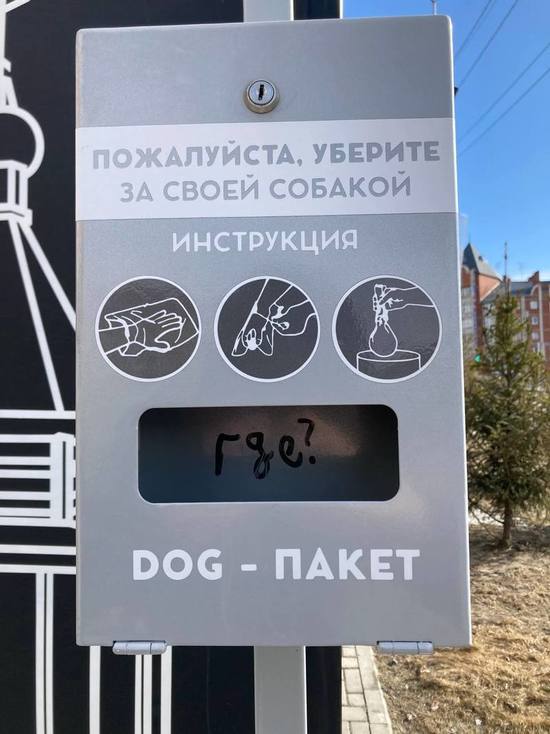 ПОЖАЛУЙСТА, УБЕРИТЕ
ЗА СВОЕЙ СОБАКОЙ
ИНСТРУКЦИЯ
где?
DOG - ПАКЕТ